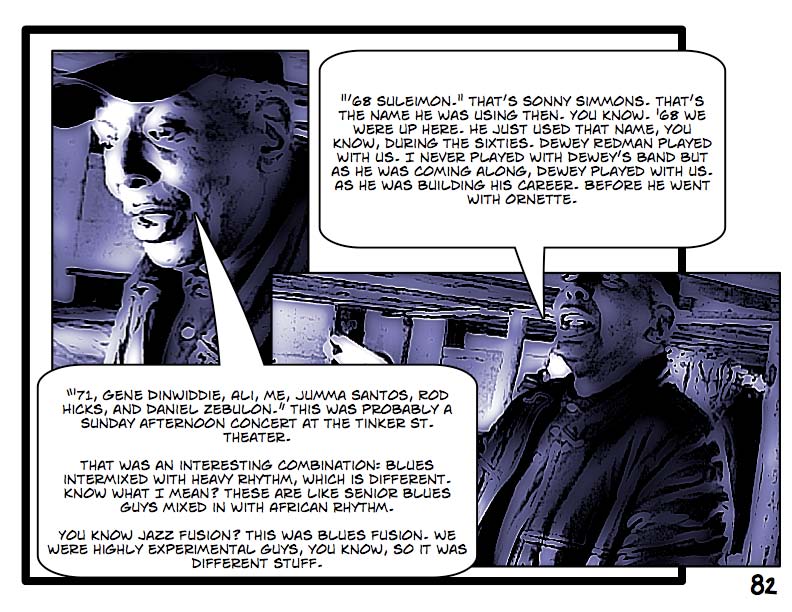 "'68 SULEIMON." THAT'S SONNY SIMMONS. THAT'S
THE NAME HE WAS USING THEN. YOU KNOW. '68 WE
WERE UP HERE. HE JUST USED THAT NAME, YOU
KNOW, DURING THE SIXTIES. DEWEY REDMAN PLAYED
WITH US. I NEVER PLAYED WITH DEWEY'S BAND BUT
AS HE WAS COMING ALONG, DEWEY PLAYED WITH US.
AS HE WAS BUILDING HIS CAREER. BEFORE HE WENT
WITH ORNETTE.
"'71, GENE DINWIDDIE, ALI, ME, JUMMA SANTOS, ROD
HICKS, AND DANIEL ZEBULON." THIS WAS PROBABLY A
SUNDAY AFTERNOON CONCERT AT THE TINKER ST.
THEATER.
THAT WAS AN INTERESTING COMBINATION: BLUES
INTERMIXED WITH HEAVY RHYTHM, WHICH IS DIFFERENT.
KNOW WHAT I MEAN? THESE ARE LIKE SENIOR BLUES
GUYS MIXED IN WITH AFRICAN RHYTHM.
YOU KNOW JAZZ FUSION? THIS WAS BLUES FUSION. WE
WERE HIGHLY EXPERIMENTAL GUYS, YOU KNOW, SO IT WAS
DIFFERENT STUFF.
82